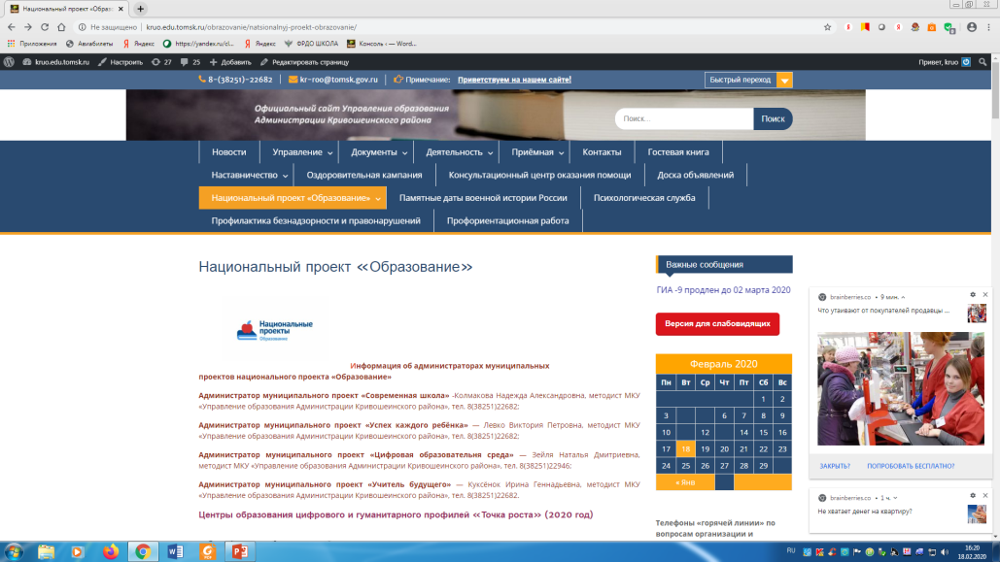 Национальный проект «Образо
Не защищено | kruo.edu.tomsk.ru/obrazovanie/natsionalnyj-proekt-obrazovanie/
Приложения Авиабилеты Яндекс https://yandex.ru/cl... Яндекс ФРДО ШКОЛА Консоль ‹ — Word...
kruo.edu.tomsk.ru Настроить 27 25 Добавить Редактировать страницу Привет, kruo
8-(38251)-22682 kr-roo@tomsk.gov.ru Примечание: Приветствуем на нашем сайте! Быстрый переход
Официальный сайт Управления образования
Администрации Кривошеинского района
Поиск... Поиск
Новости Управление Документы Деятельность Приёмная Контакты Гостевая книга
Наставничество Оздоровительная кампания Консультационный центр оказания помощи Доска объявлений
Национальный проект «Образование» Памятные даты военной истории России Психологическая служба
Профилактика безнадзорности и правонарушений Профориентационная работа
Национальный проект «Образование»
Национальные
проекты
Образование
Информация об администраторах муниципальных
проектов национального проекта «Образование»
Администратор муниципального проект «Современная школа» -Колмакова Надежда Александровна, методист МКУ
«Управление образования Администрации Кривошеинского района», тел. 8(38251)22682;
Администратор муниципального проект «Успех каждого ребёнка» — Левко Виктория Петровна, методист МКУ
«Управление образования Администрации Кривошеинского района», тел. 8(38251)22682;
Администратор муниципального проект «Цифровая образовательня среда» — Зейля Наталья Дмитриевна,
методист МКУ «Управление образования Администрации Кривошеинского района», тел. 8(38251)22946;
Администратор муниципального проект «Учитель будущего» — Куксёнок Ирина Геннадьевна, методист МКУ
«Управление образования Администрации Кривошеинского района», тел. 8(38251)22682.
Центры образования цифрового и гуманитарного профилей «Точка роста» (2020 год)
Важные сообщения
ГИА -9 продлен до 02 марта 2020
Версия для слабовидящих
Февраль 2020
Пн Вт Ср Чт Пт Сб Вс
1 2
3 6 7 8 9
10 12 14 15 16
17 18 19 20 21 22 23
24 25 26 27 28 29
« Янв
Телефоны «горячей линии» по
вопросам организации и
brainberries.co • 9 мин.
Что утаивают от покупателей продавцы ...
ЗАКРЫТЬ? ПОПРОБОВАТЬ БЕСПЛАТНО?
brainberries.co • 1 ч.
Не хватает денег на квартиру?
RU 16:20
18.02.2020